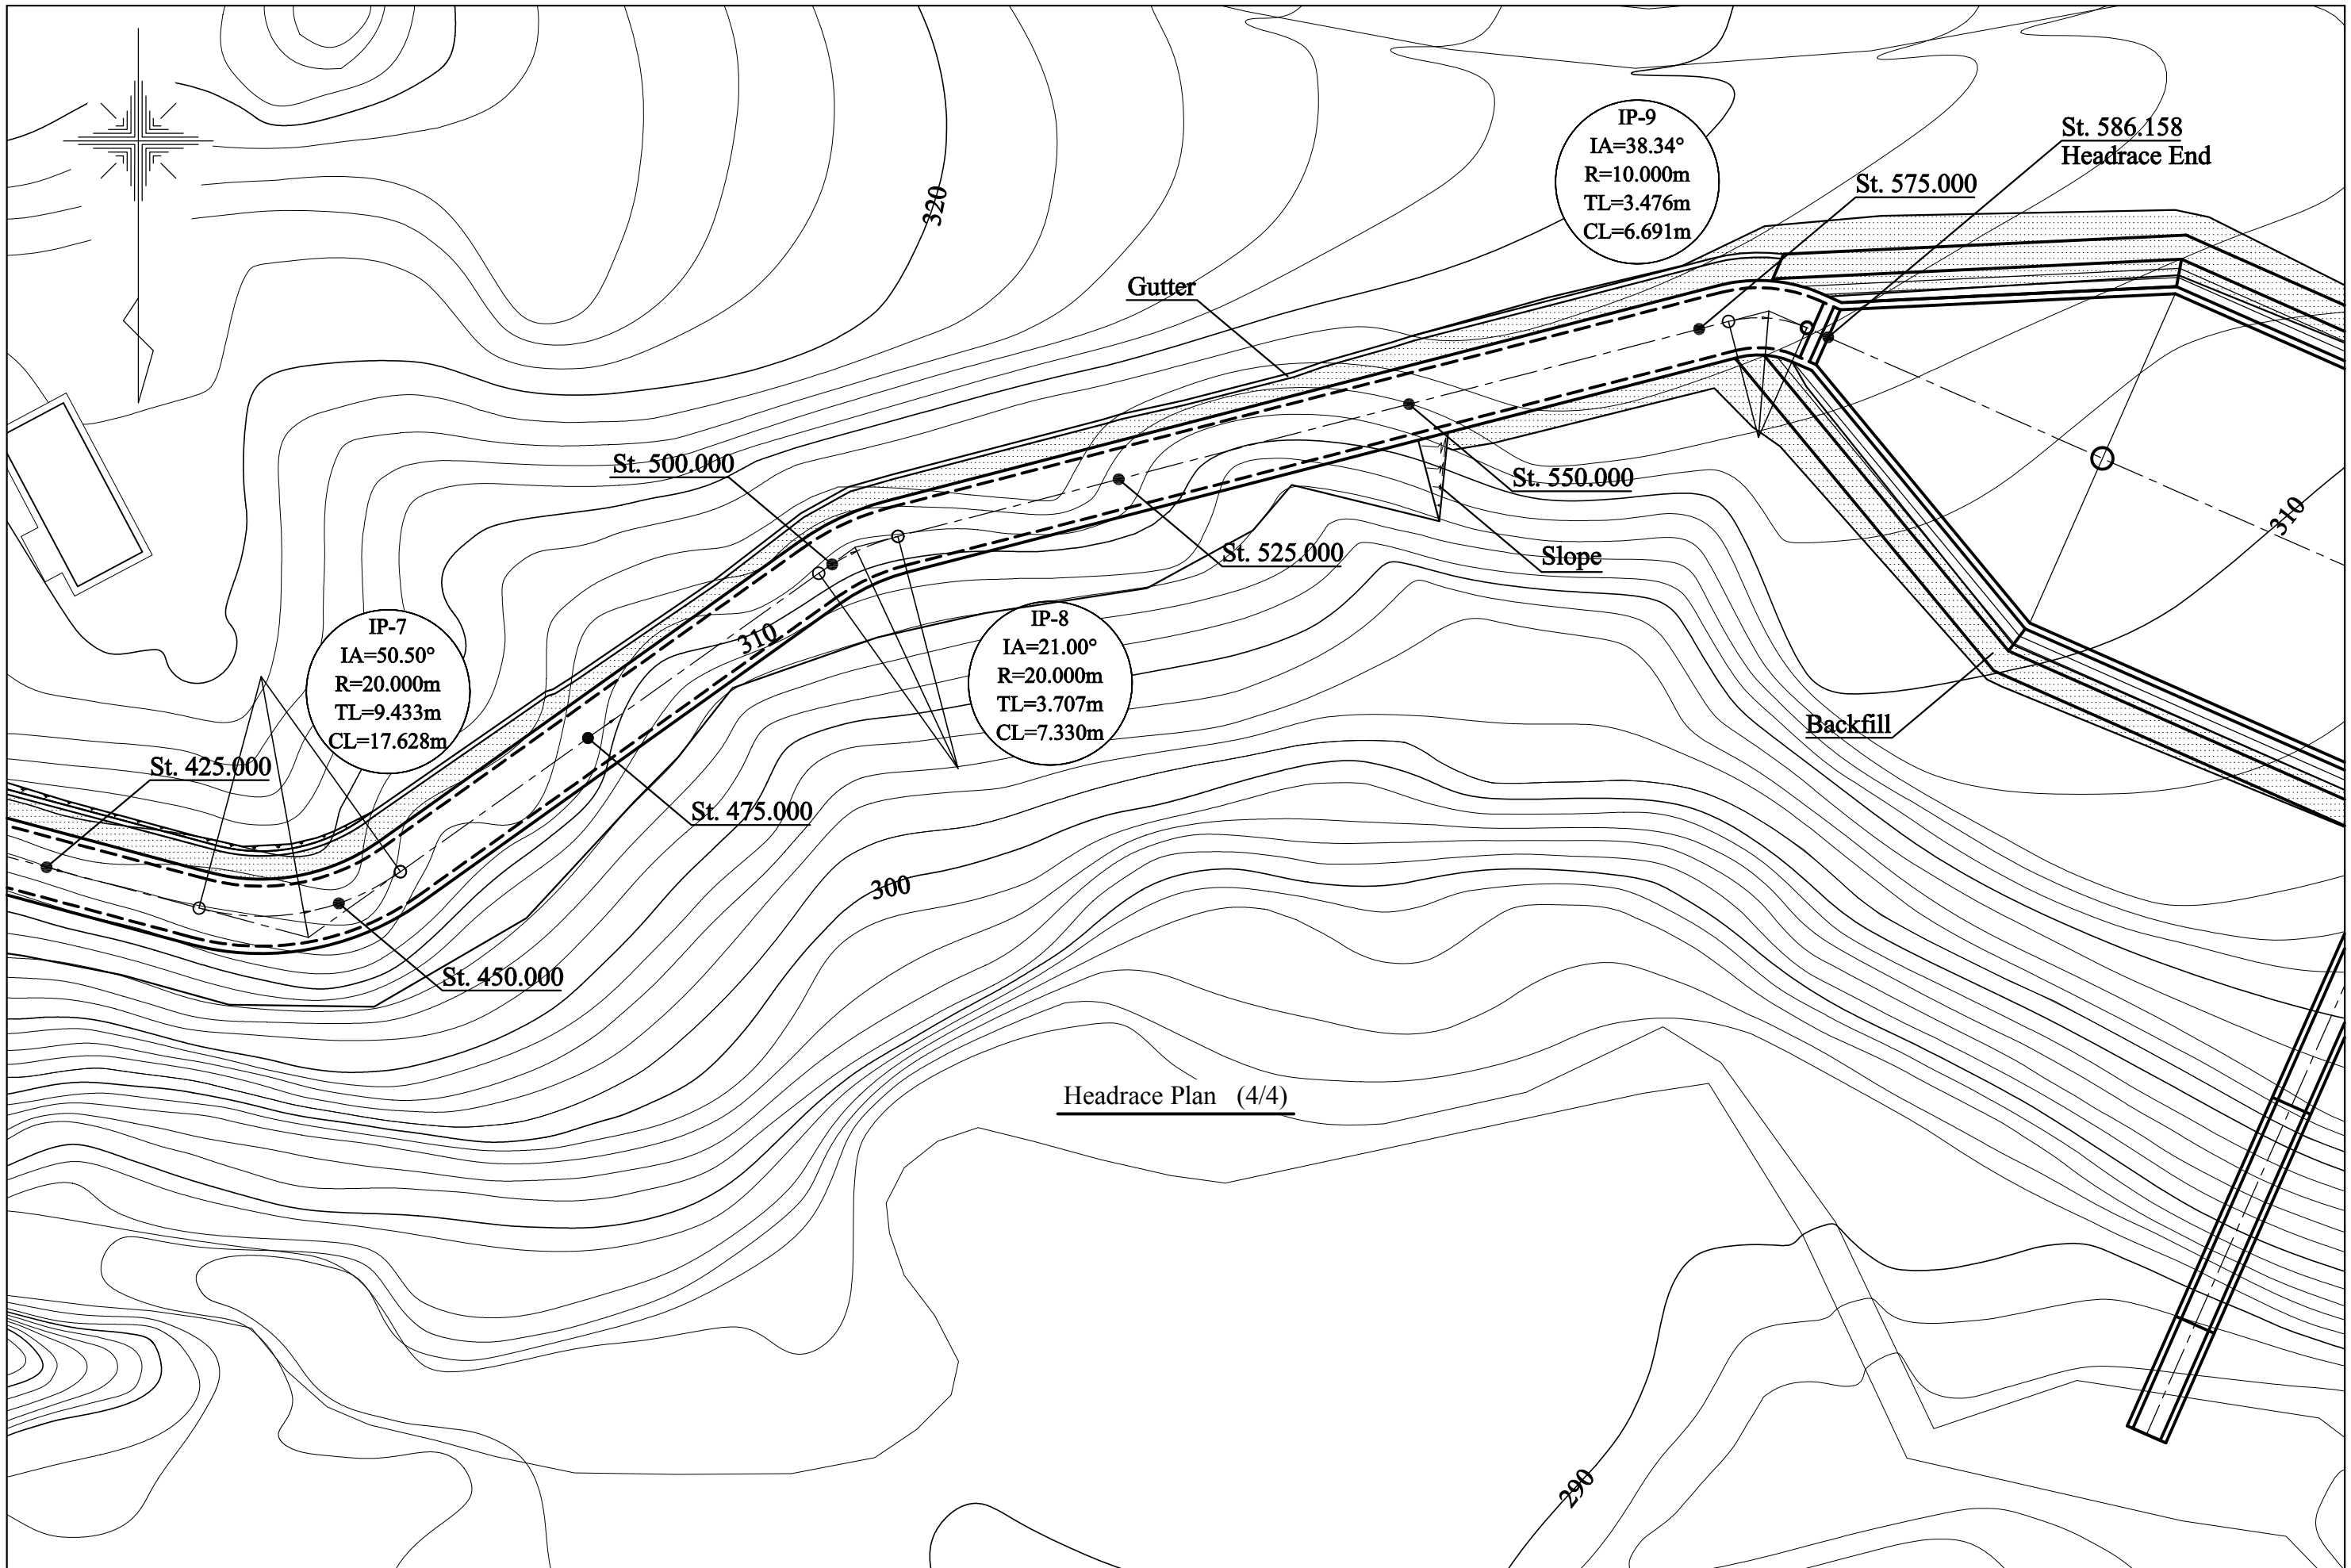 IP-9
IA=38.34°
R=10.000m
TL=3.476m
CL=6.691m
St. 586.158
Headrace End
St. 575.000
320
Gutter
St. 500.000
St. 550.000
310
St. 525.000
Slope
IP-7
IA=50.50°
R=20.000m
TL=9.433m
CL=17.628m
310
IP-8
IA=21.00°
R=20.000m
TL=3.707m
CL=7.330m
Backfill
St. 425.000
St. 475.000
300
St. 450.000
Headrace Plan (4/4)
290